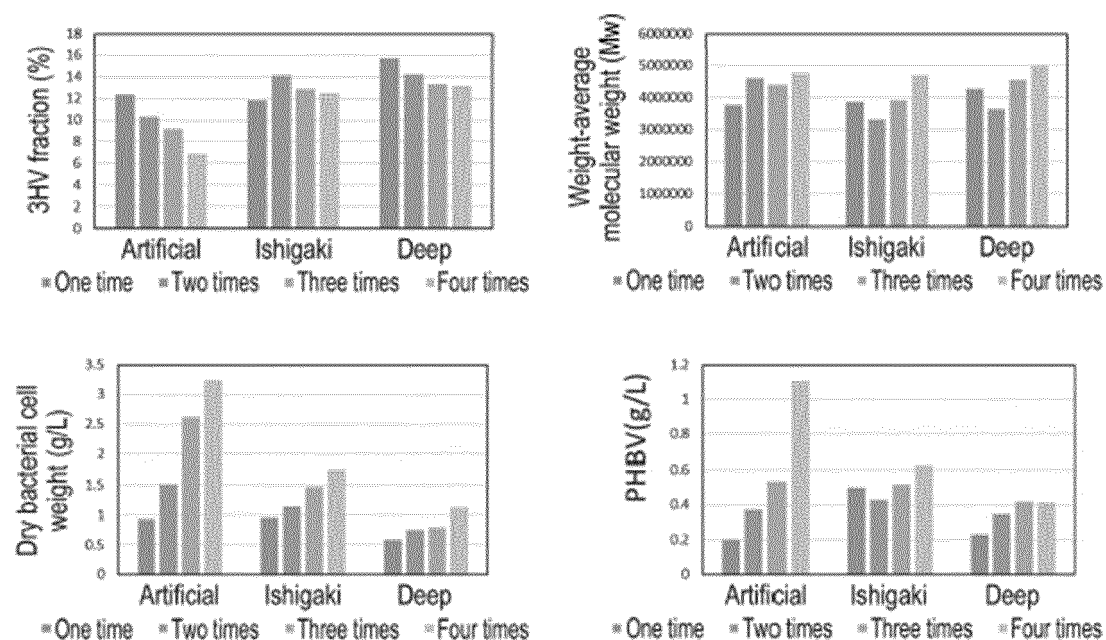 3HV fraction (%)
18
16
14
12
10
8
6
4
2
0
Artificial Ishigaki Deep
One time Two times Three times Four times
Weight-average
molecular weight (Mw)
6000000
5000000
4000000
3000000
2000000
1000000
0
Artificial Ishigaki Deep
One time Two times Three times Four times
Dry bacterial cell
weight (g/L)
3.5
3
2.5
2
1.5
1
0.5
0
Artificial Ishigaki Deep
One time Two times Three times Four times
PHBV(g/L)
1.2
1
0.8
0.6
0.4
0.2
0
Artificial Ishigaki Deep
One time Two times Three times Four times